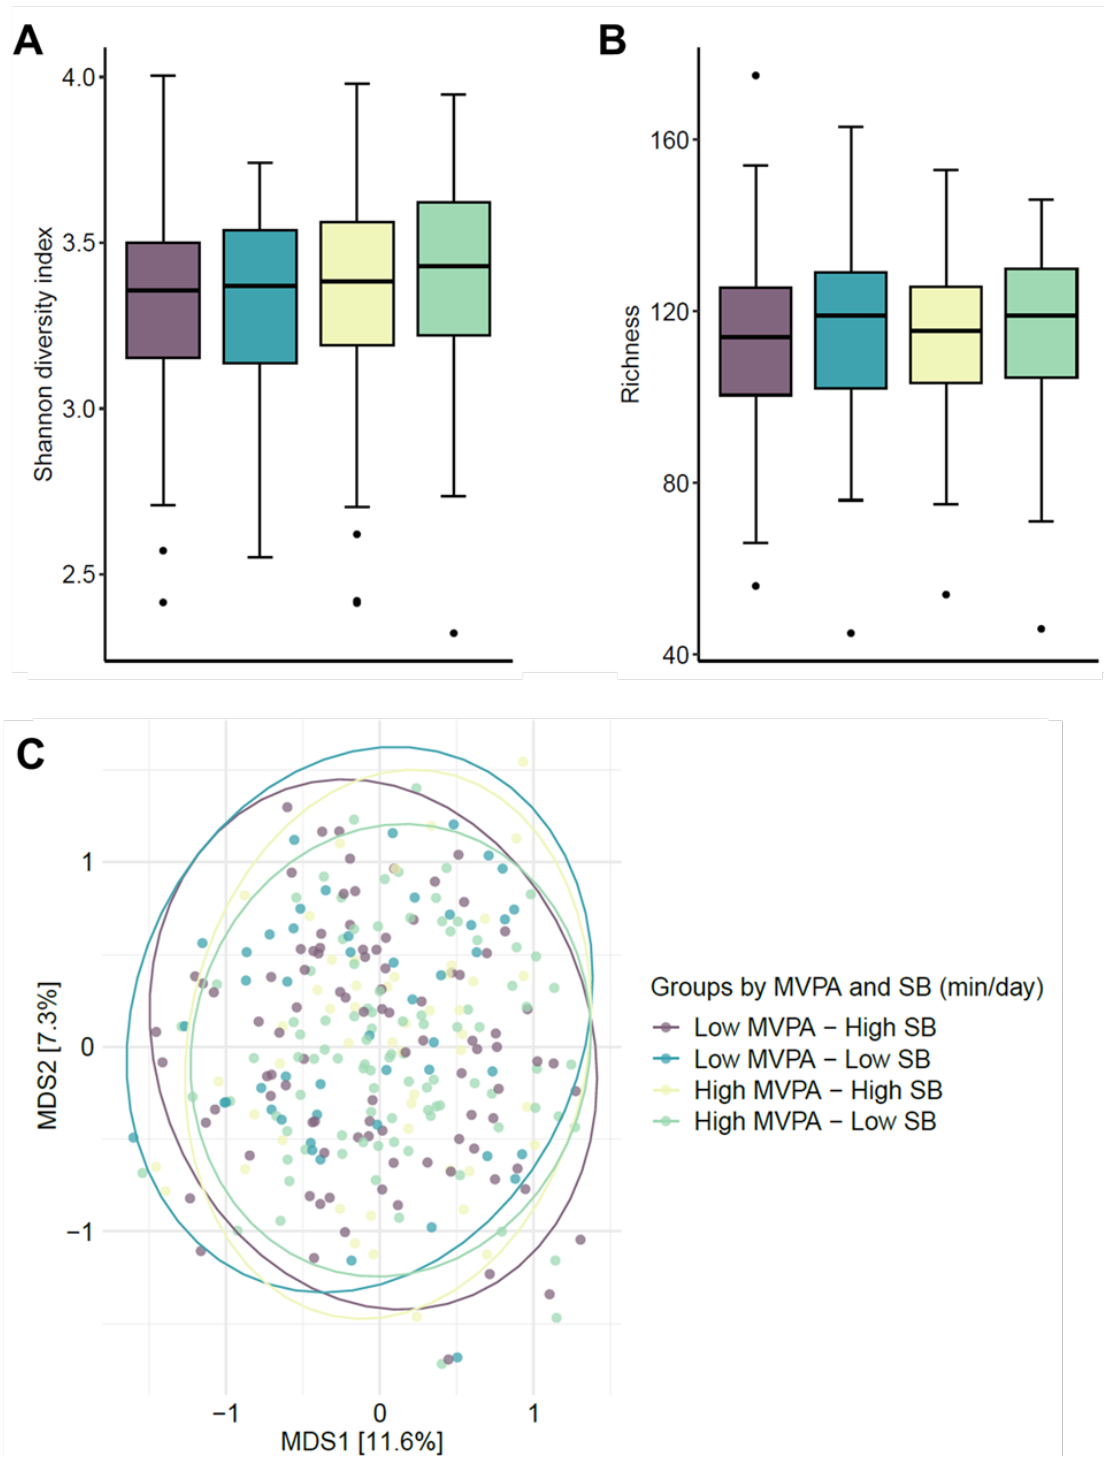 A
4.0
3.5
3.0
2.5
Shannon diversity index
B
160
120
80
40
Richness
C
1
0
−1
MDS2 [7.3%]
−1 0 1
MDS1 [11.6%]
Groups by MVPA and SB (min/day)
Low MVPA − High SB
Low MVPA − Low SB
High MVPA − High SB
High MVPA − Low SB